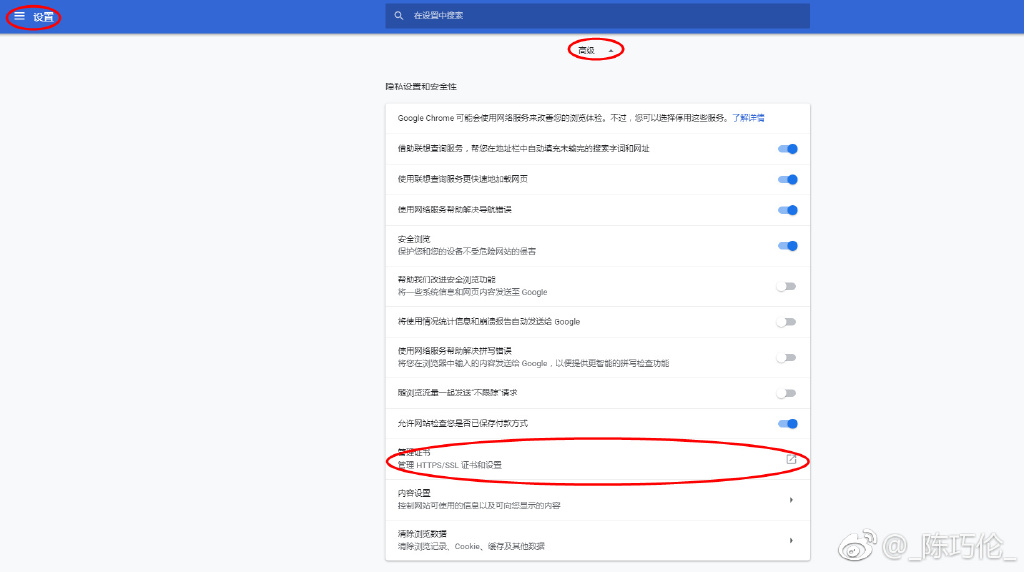 设置
在设置中搜索
高级
隐私设置和安全性
Google Chrome 可能会使用网络服务来改善您的浏览体验。不过，您可以选择停用这些服务。了解详情
借助联想查询服务，帮您在地址栏中自动填充未输完的搜索字词和网址
使用联想查询服务更快速地加载网页
使用网络服务帮助解决导航错误
安全浏览
保护您和您的设备不受危险网站的侵害
帮助我们改进安全浏览功能
将一些系统信息和网页内容发送至 Google
将使用情况统计信息和崩溃报告自动发送给 Google
使用网络服务帮助解决拼写错误
将您在浏览器中输入的内容发送给 Google，以便提供更智能的拼写检查功能
随浏览流量一起发送“不跟踪”请求
允许网站检查您是否已保存付款方式
管理证书
管理 HTTPS/SSL 证书和设置
内容设置
控制网站可使用的信息以及可向您显示的内容
清除浏览数据
清除浏览记录、Cookie、缓存及其他数据
@_陈巧伦_